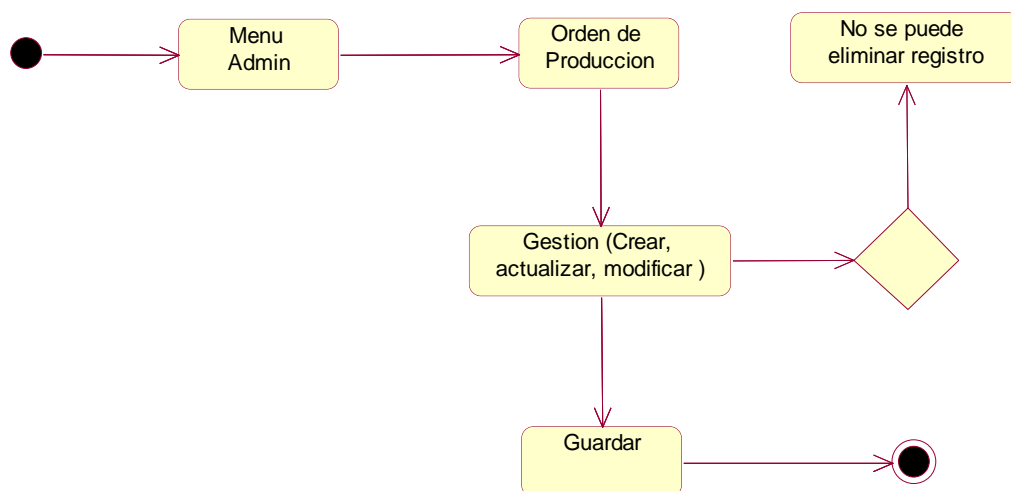 Menu
Admin
Orden de
Produccion
No se puede
eliminar registro
Gestion (Crear,
actualizar, modificar )
Guardar